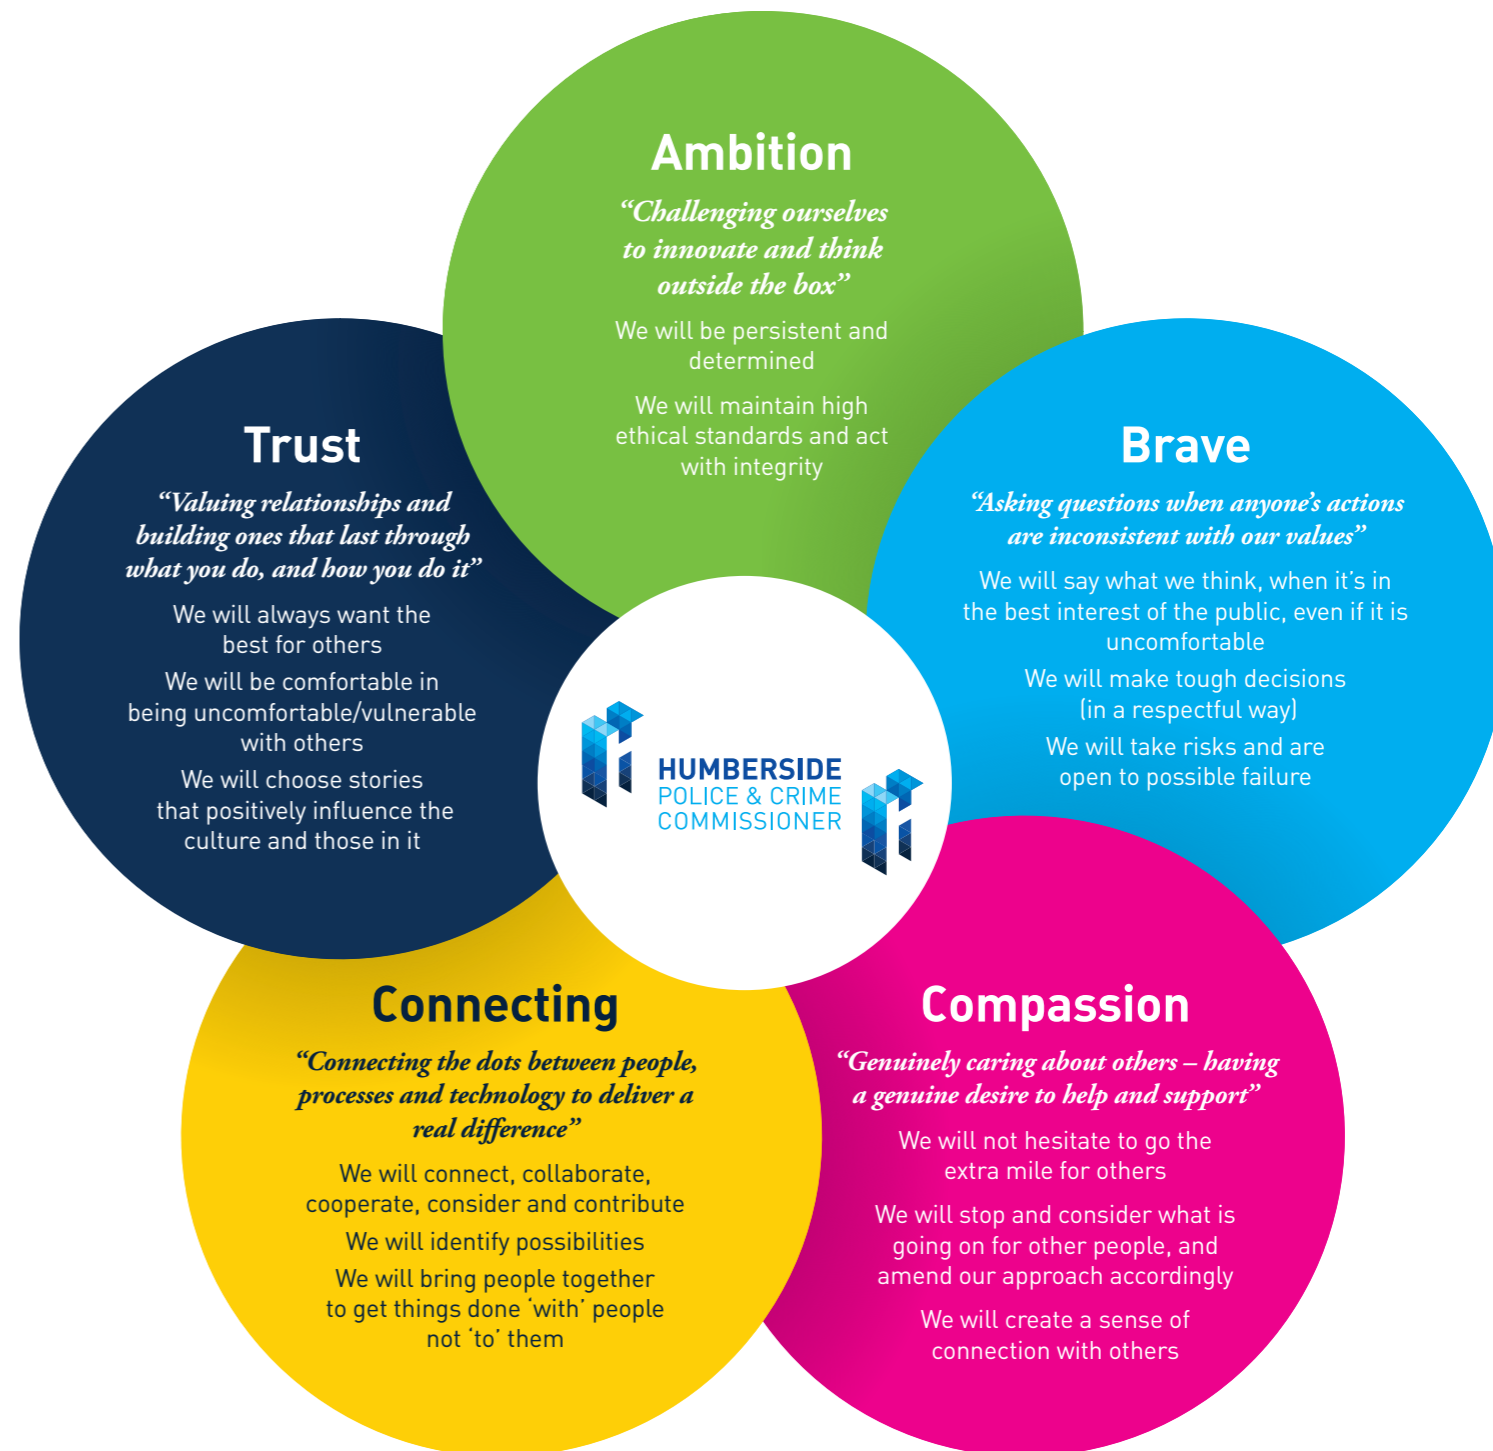 Ambition
“Challenging ourselves
to innovate and think
outside the box”
We will be persistent and
determined
We will maintain high
ethical standards and act
with integrity
Brave
“Asking questions when anyone’s actions
are inconsistent with our values”
We will say what we think, when it’s in
the best interest of the public, even if it is
uncomfortable
We will make tough decisions
(in a respectful way)
We will take risks and are
open to possible failure
Compassion
“Genuinely caring about others – having
a genuine desire to help and support”
We will not hesitate to go the
extra mile for others
We will stop and consider what is
going on for other people, and
amend our approach accordingly
We will create a sense of
connection with others
Connecting
“Connecting the dots between people,
processes and technology to deliver a
real difference”
We will connect, collaborate,
cooperate, consider and contribute
We will identify possibilities
We will bring people together
to get things done ‘with’ people
not ‘to’ them
Trust
“Valuing relationships and
building ones that last through
what you do, and how you do it”
We will always want the
best for others
We will be comfortable in
being uncomfortable/vulnerable
with others
We will choose stories
that positively influence the
culture and those in it
HUMBERSIDE
POLICE & CRIME
COMMISSIONER